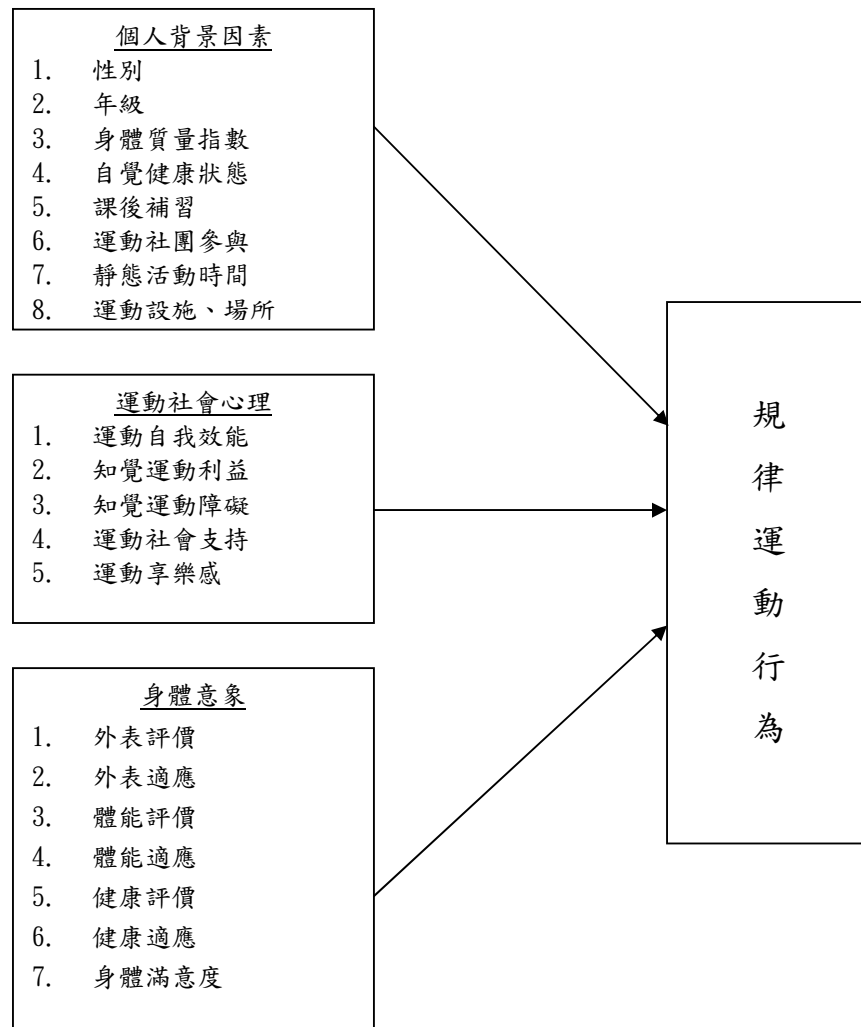 個人背景因素
1. 性別
2. 年級
3. 身體質量指數
4. 自覺健康狀態
5. 課後補習
6. 運動社團參與
7. 靜態活動時間
8. 運動設施、場所
運動社會心理
1. 運動自我效能
2. 知覺運動利益
3. 知覺運動障礙
4. 運動社會支持
5. 運動享樂感
身體意象
1. 外表評價
2. 外表適應
3. 體能評價
4. 體能適應
5. 健康評價
6. 健康適應
7. 身體滿意度
規律運動行為